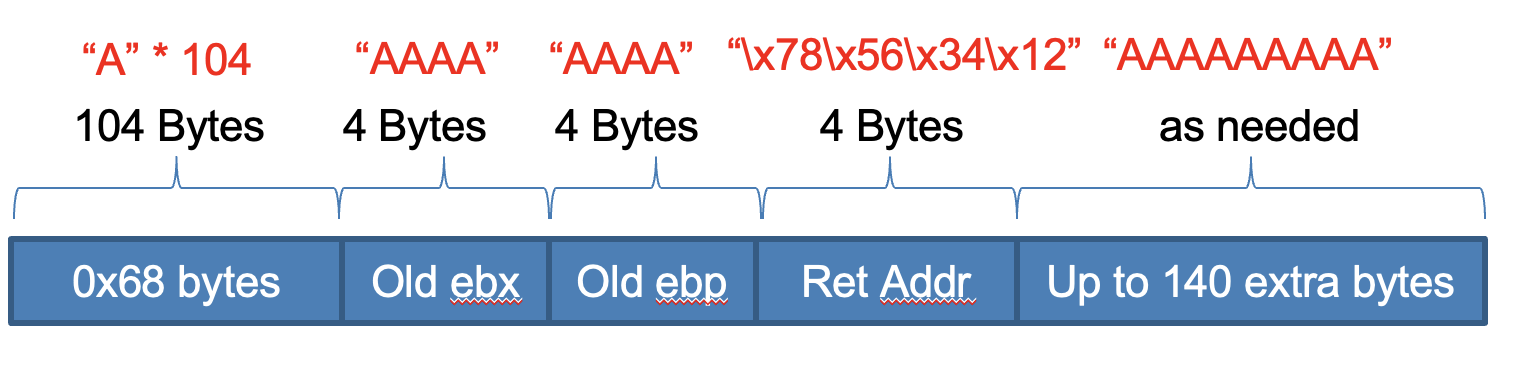 “A” * 104 “AAAA” “AAAA” “\x78\x56\x34\x12” “AAAAAAAAAA”
104 Bytes 4 Bytes 4 Bytes 4 Bytes as needed
0x68 bytes Old ebx Old ebp Ret Addr Up to 140 extra bytes